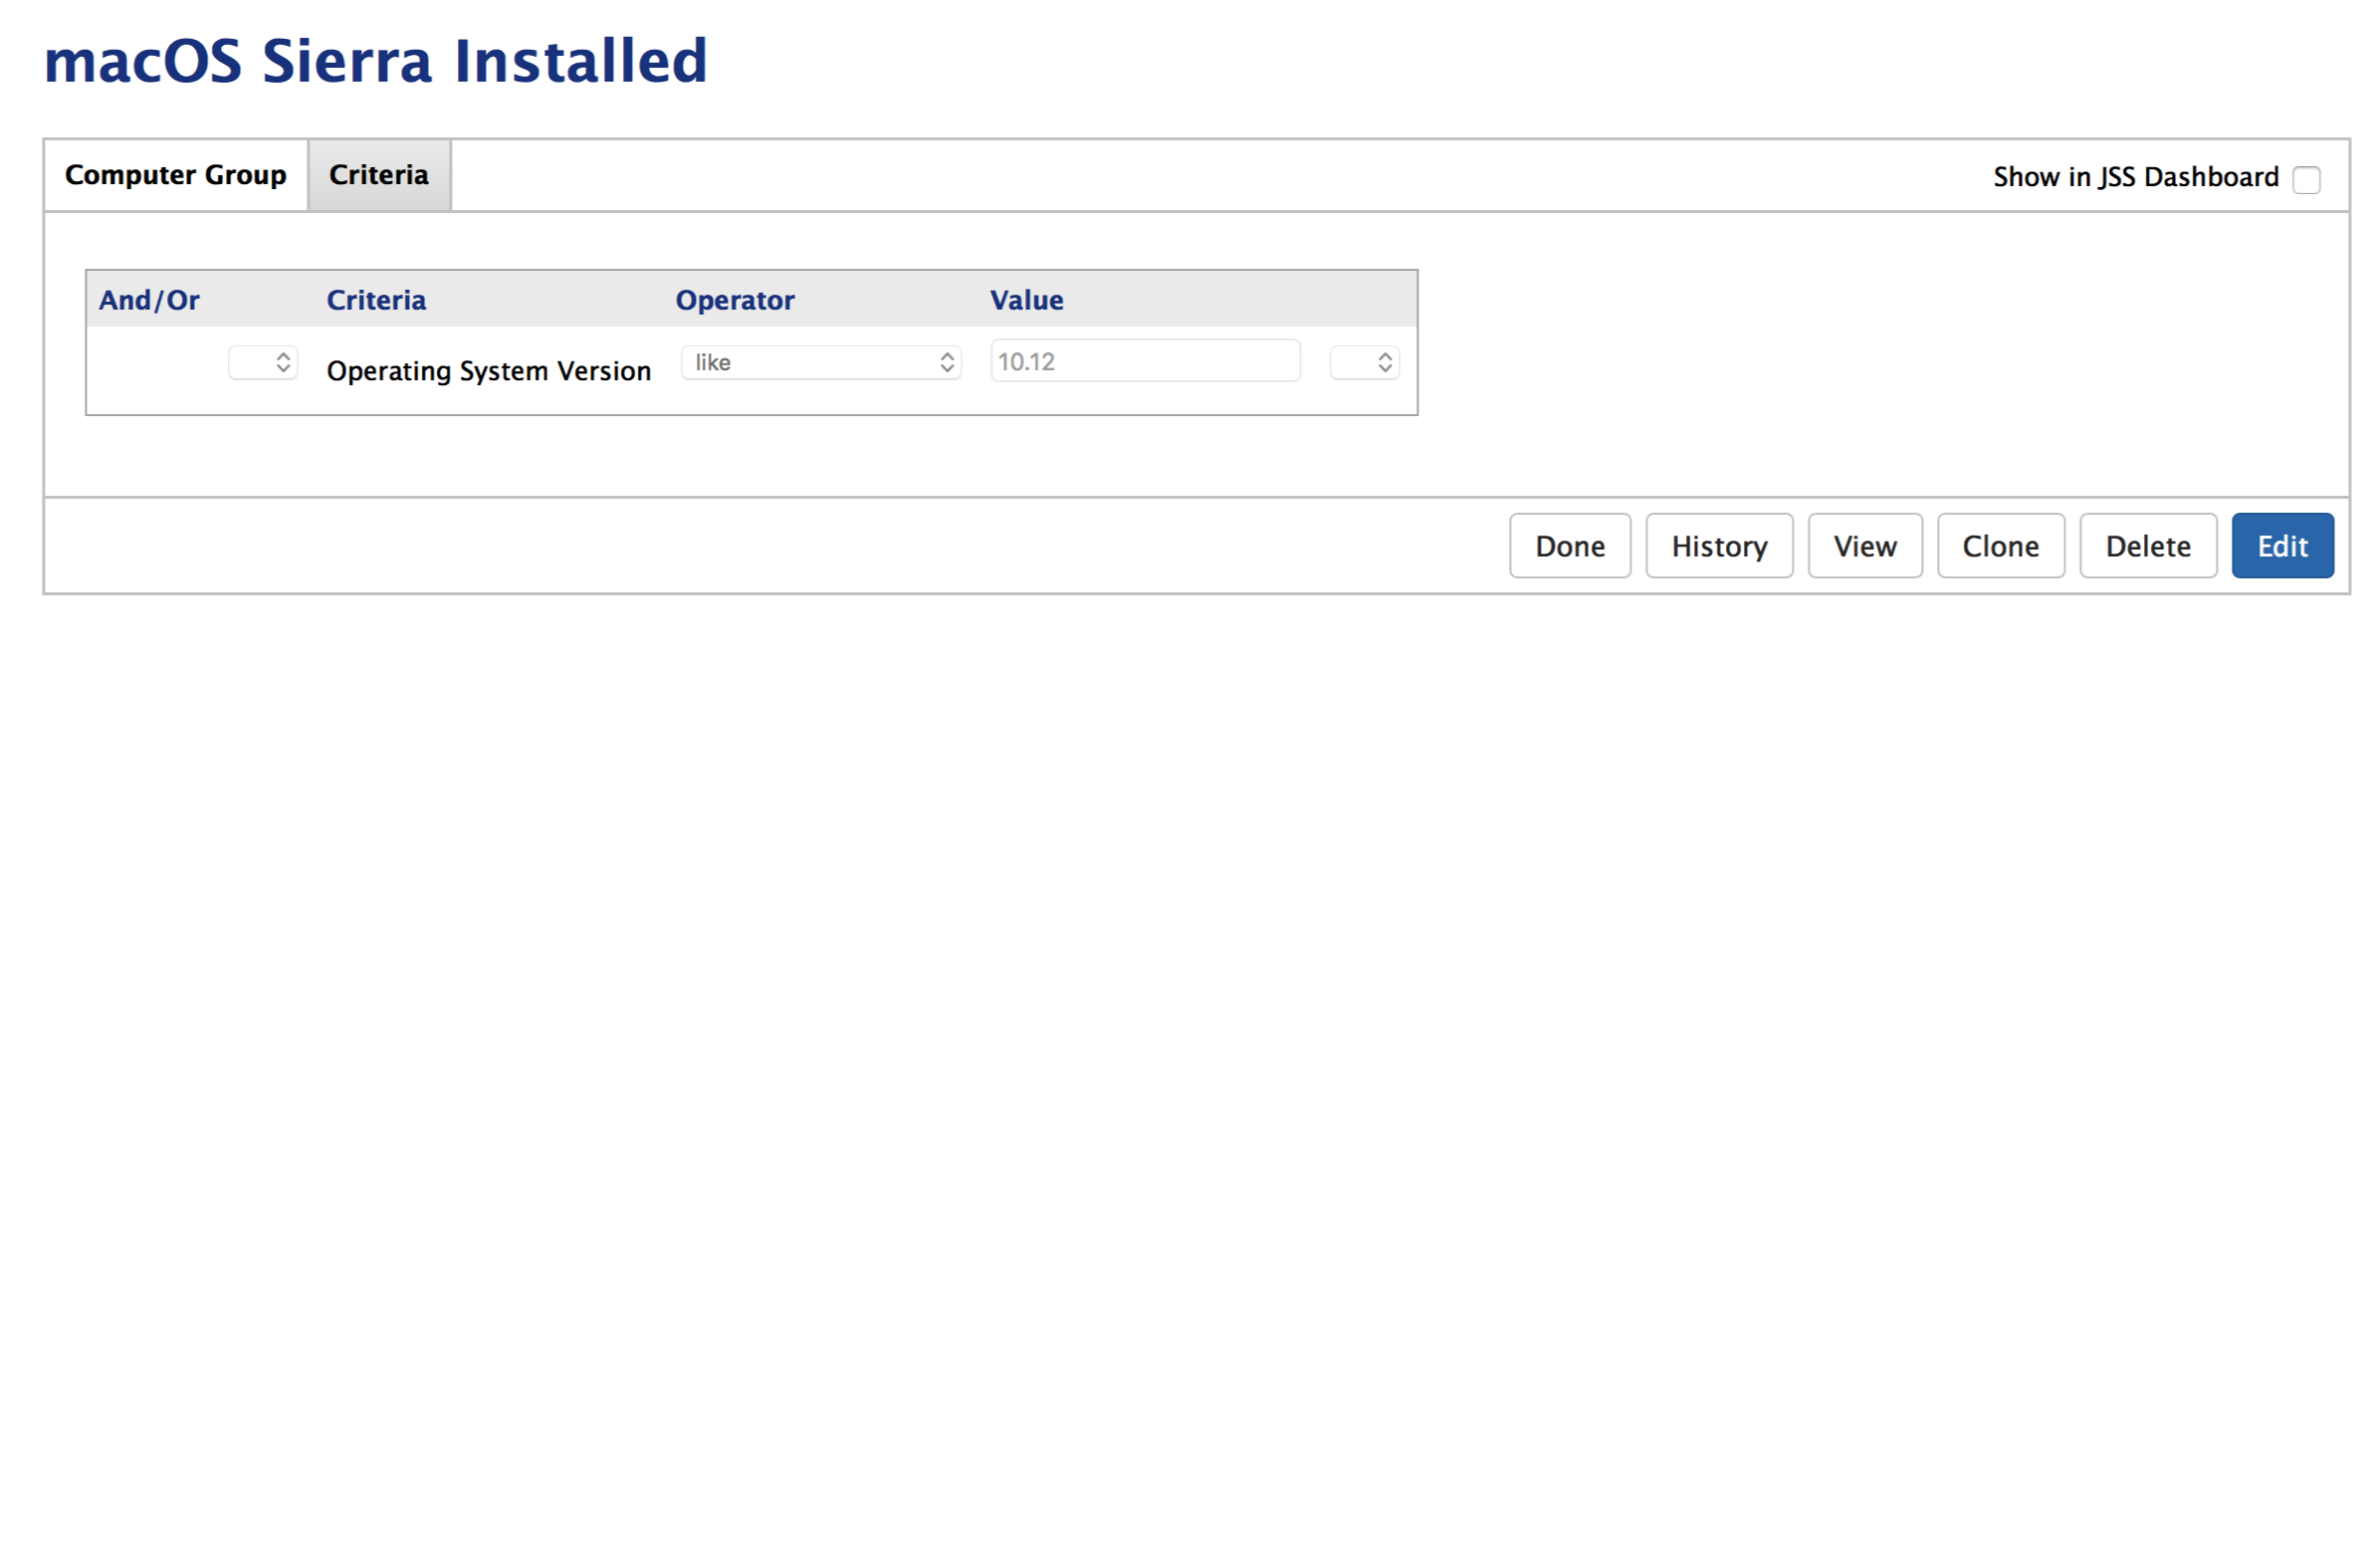 macOS Sierra Installed
Computer Group Criteria Show in JSS Dashboard
And/Or Criteria Operator Value
Operating System Version like 10.12
Done History View Clone Delete Edit